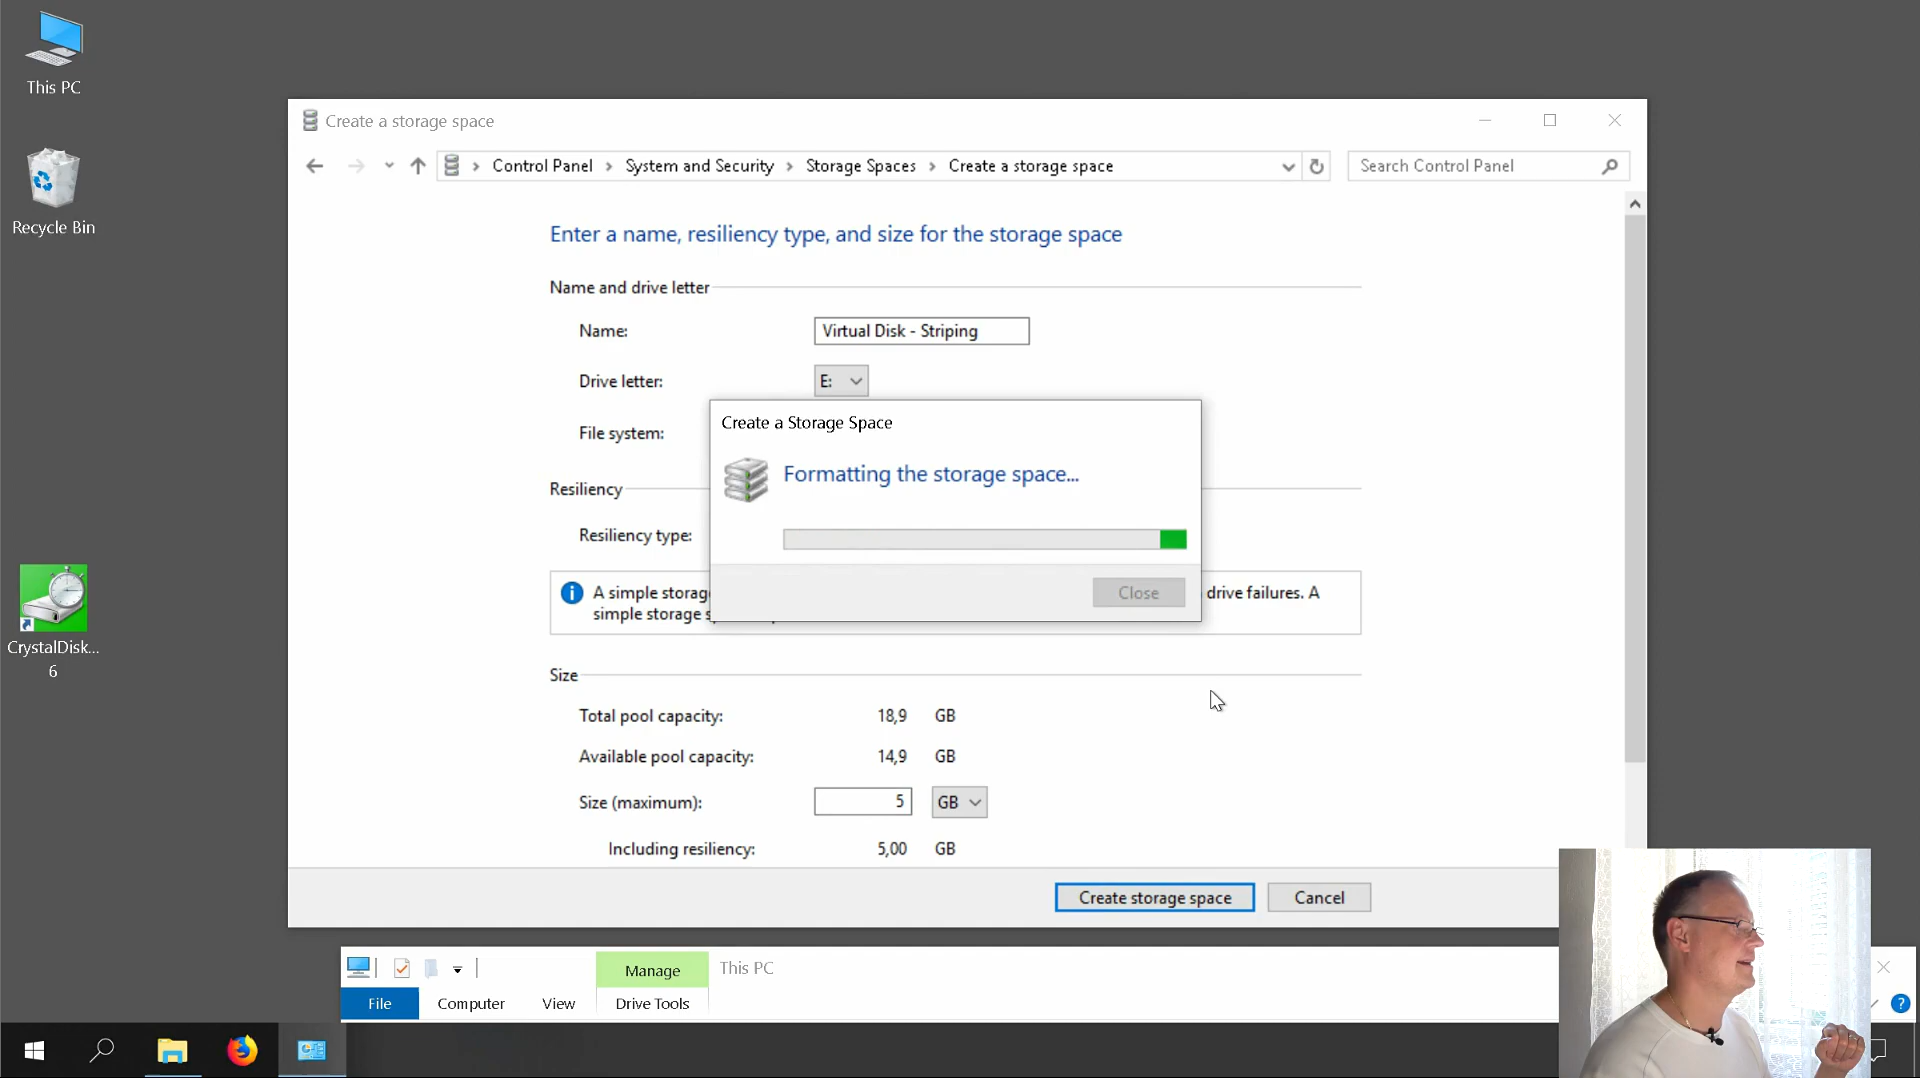 This PC
Recycle Bin
CrystalDisk...
6
Create a storage space
Control Panel
System and Security
Storage Spaces
Create a storage space
Search Control Panel
Enter a name, resiliency type, and size for the storage space
Name and drive letter
Name:
Virtual Disk - Striping
Drive letter:
E:
File system:
Create a Storage Space
Formatting the storage space...
Close
Resiliency
Resiliency type:
A simple storag
drive failures. A
simple storage s
Size
Total pool capacity:
18,9 GB
Available pool capacity:
14,9 GB
Size (maximum):
5 GB
Including resiliency:
5,00 GB
Create storage space
Cancel
Manage
This PC
File
Computer
View
Drive Tools